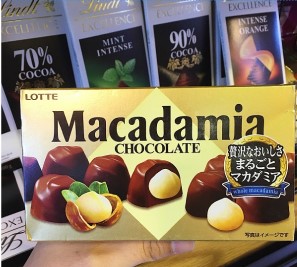 Lindt
EXCELLENCE
70%
COCOA
EXCELLENCE
MINT
INTENSE
EXCELLENCE
90%
COCOA
EXCELLENCE
INTENSE
ORANGE
LOTTE
Macadamia
CHOCOLATE
贅沢なおいしさ
まるごと
マカダミア
whole macadamia
写真はイメージです。